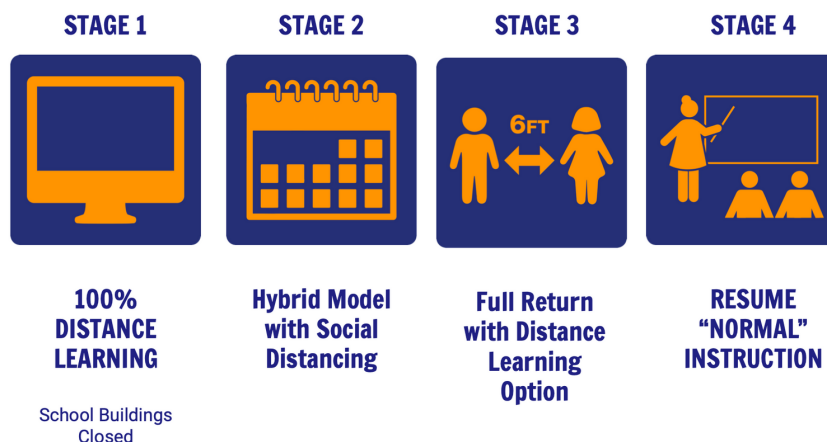 STAGE 1
STAGE 2
STAGE 3
STAGE 4
6FT
100%
DISTANCE
LEARNING
Hybrid Model
with Social
Distancing
Full Return
with Distance
Learning
Option
RESUME
“NORMAL”
INSTRUCTION
School Buildings
Closed